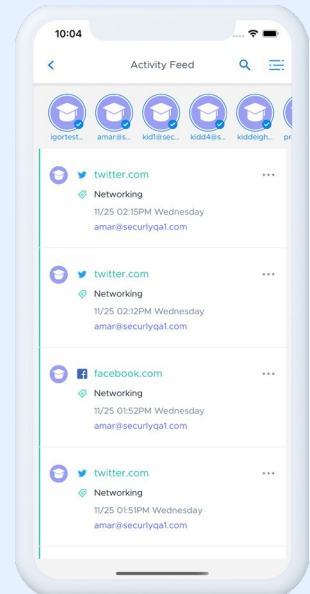 10:04
Activity Feed
igortest... amar@s... kid1@sec... kidd4@s... kiddeigh... pr
twitter.com
Networking
11/25 02:15PM Wednesday
amar@securlyqa1.com
twitter.com
Networking
11/25 02:12PM Wednesday
amar@securlyqa1.com
facebook.com
Networking
11/25 01:52PM Wednesday
amar@securlyqa1.com
twitter.com
Networking
11/25 01:51PM Wednesday
amar@securlyqa1.com